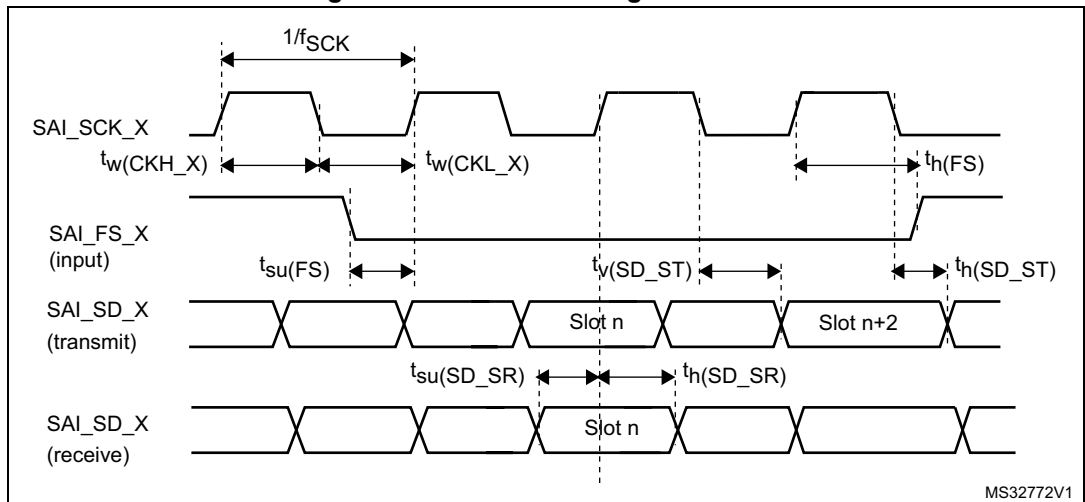 1/fSCK
SAI_SCK_X
tw(CKH_X)
tw(CKL_X)
th(FS)
SAI_FS_X
(input)
tsu(FS)
tv(SD_ST)
th(SD_ST)
SAI_SD_X
(transmit)
Slot n
Slot n+2
tsu(SD_SR)
th(SD_SR)
SAI_SD_X
(receive)
Slot n
MS32772V1